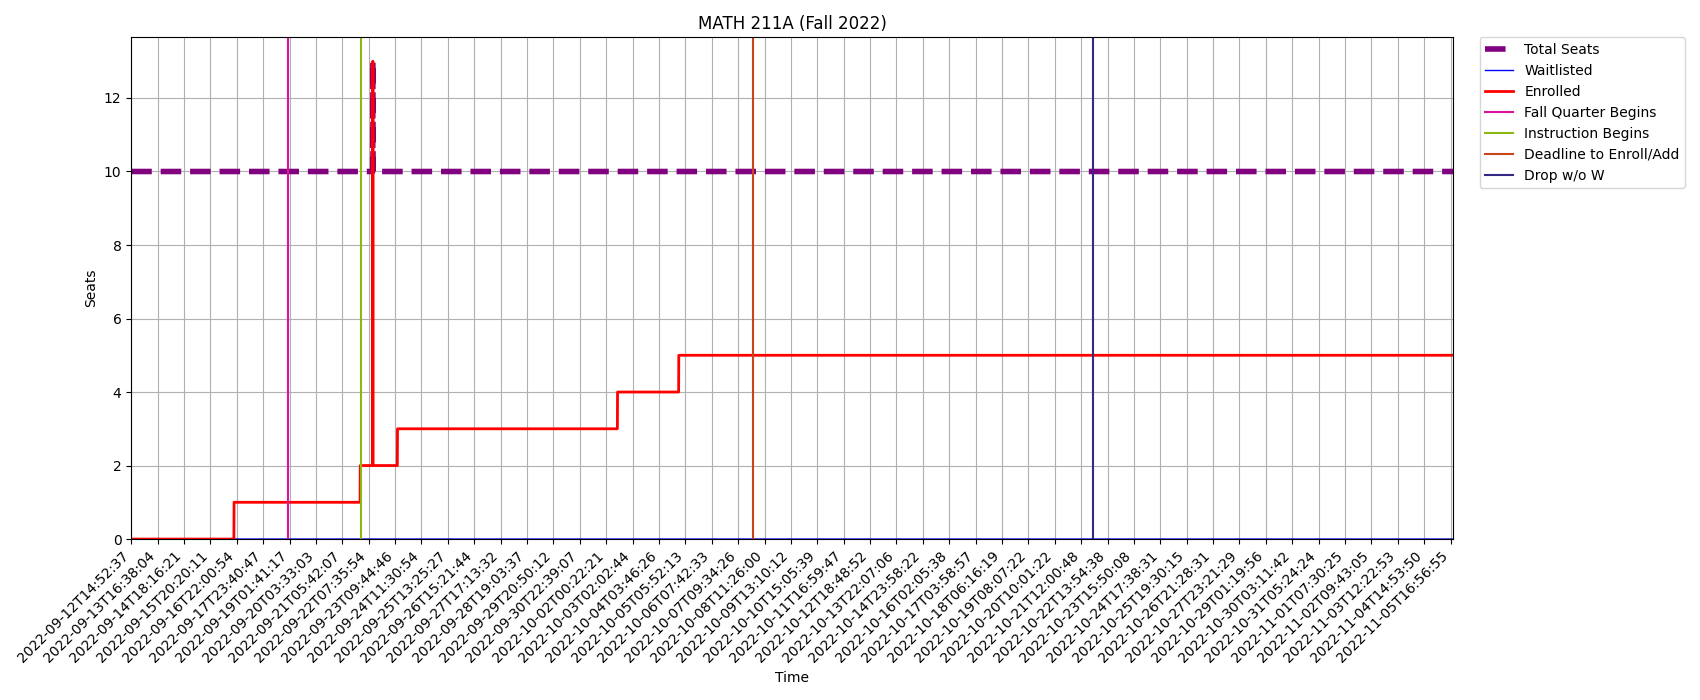 MATH 211A (Fall 2022)
Total Seats
Waitlisted
Enrolled
Fall Quarter Begins
Instruction Begins
Deadline to Enroll/Add
Drop w/o W
Seats
12
10
8
6
4
2
0
2022-09-12T14:52:37
2022-09-13T16:38:04
2022-09-14T18:16:21
2022-09-15T20:20:11
2022-09-16T22:00:54
2022-09-17T23:40:47
2022-09-19T01:41:17
2022-09-20T03:33:03
2022-09-21T05:42:07
2022-09-22T07:35:54
2022-09-23T09:44:46
2022-09-24T11:30:54
2022-09-25T13:25:27
2022-09-26T15:21:44
2022-09-27T17:13:32
2022-09-28T19:03:37
2022-09-29T20:50:12
2022-09-30T22:39:07
2022-10-02T00:22:21
2022-10-03T02:02:44
2022-10-04T03:46:26
2022-10-05T05:52:13
2022-10-06T07:42:33
2022-10-07T09:34:26
2022-10-08T11:26:00
2022-10-09T13:10:12
2022-10-10T15:05:39
2022-10-11T16:59:47
2022-10-12T18:48:52
2022-10-13T22:07:06
2022-10-14T23:58:22
2022-10-16T02:05:38
2022-10-17T03:58:57
2022-10-18T06:16:19
2022-10-19T08:07:22
2022-10-20T10:01:22
2022-10-21T12:00:48
2022-10-22T13:54:38
2022-10-23T15:50:08
2022-10-24T17:38:31
2022-10-25T19:30:15
2022-10-26T21:28:31
2022-10-27T23:21:29
2022-10-29T01:19:56
2022-10-30T03:11:42
2022-10-31T05:24:24
2022-11-01T07:30:25
2022-11-02T09:43:05
2022-11-03T12:22:53
2022-11-04T14:53:50
2022-11-05T16:56:55
Time